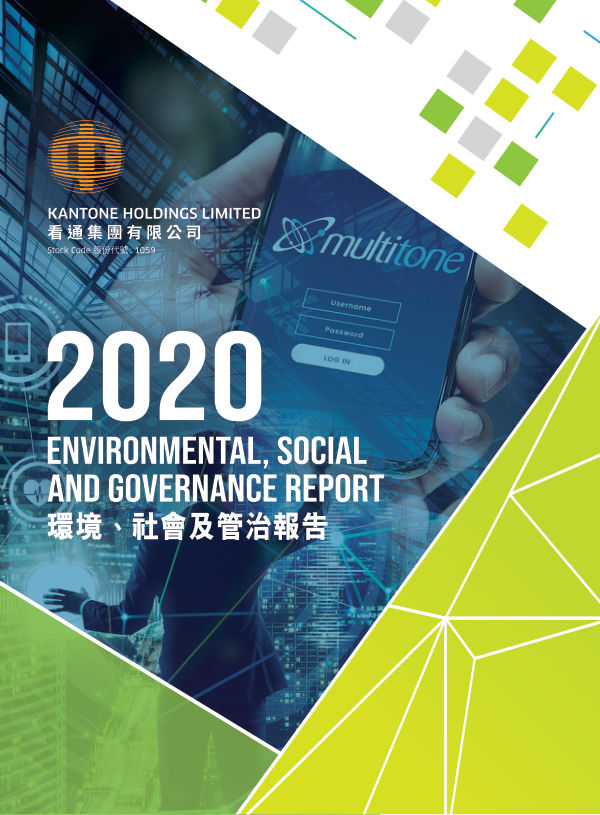 KANTONE HOLDINGS LIMITED
看通集團有限公司
Stock Code 股份代號 : 1059
multitone
Username
Password
LOG IN
2020
ENVIRONMENTAL, SOCIAL
AND GOVERNANCE REPORT
環境、社會及管治報告